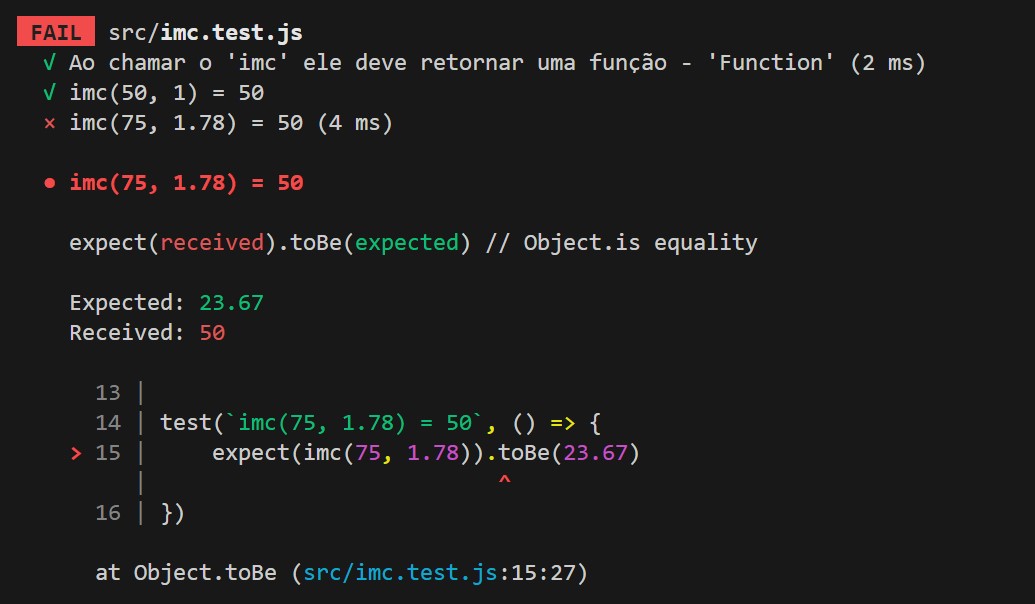 FAIL src/imc.test.js
√ Ao chamar o 'imc' ele deve retornar uma função - 'Function' (2 ms)
√ imc(50, 1) = 50
× imc(75, 1.78) = 50 (4 ms)
● imc(75, 1.78) = 50
expect(received).toBe(expected) // Object.is equality
Expected: 23.67
Received: 50
13 |
14 | test(`imc(75, 1.78) = 50`, () => {
> 15 |     expect(imc(75, 1.78)).toBe(23.67)
|                           ^
16 | })
at Object.toBe (src/imc.test.js:15:27)